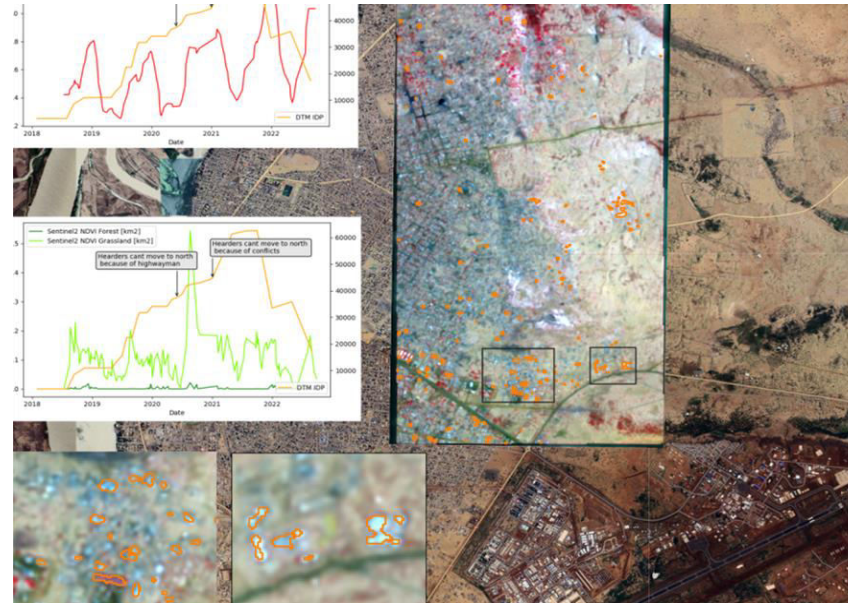 .0
.8
.6
.4
.2
40000
30000
20000
10000
DTM IDP
2018 2019 2020 2021 2022
Date
Sentinel2 NDVI Forest [km2]
Sentinel2 NDVI Grassland [km2]
Hearders cant move to north
because of highwayman
Hearders cant move to north
because of conflicts
.5
.4
.3
.2
.1
.0
60000
50000
40000
30000
20000
10000
DTM IDP
2018 2019 2020 2021 2022
Date